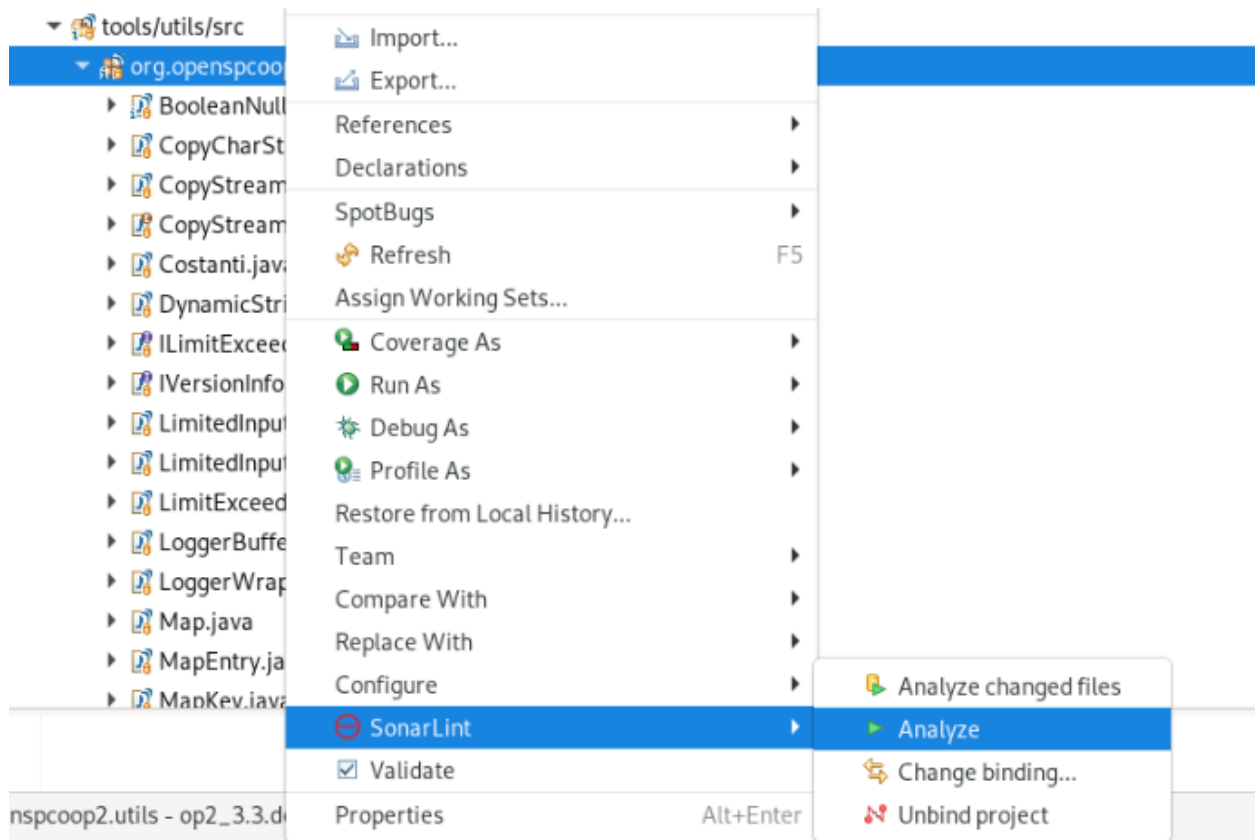 tools/utils/src
org.openspcoop
BooleanNull
CopyCharSt
CopyStream
CopyStream
Costanti.java
DynamicStri
ILimitExceed
IVersionInfo
LimitedInput
LimitedInput
LimitExceed
LoggerBuffe
LoggerWrap
Map.java
MapEntry.ja
MapKey.java
nspcoop2.utils - op2_3.3.d
Import...
Export...
References
Declarations
SpotBugs
Refresh F5
Assign Working Sets...
Coverage As
Run As
Debug As
Profile As
Restore from Local History...
Team
Compare With
Replace With
Configure
SonarLint
Validate
Properties Alt+Enter
Analyze changed files
Analyze
Change binding...
Unbind project